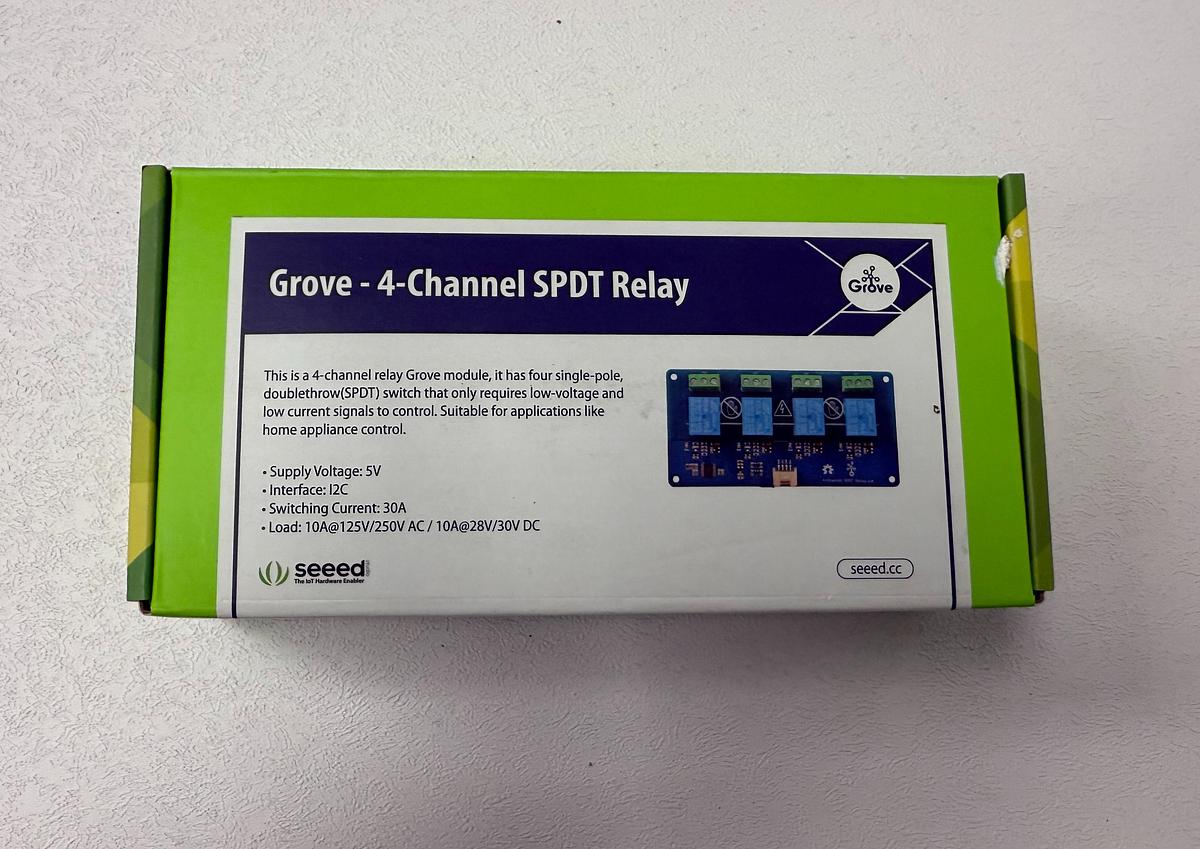 Grove - 4-Channel SPDT Relay
Grove
This is a 4-channel relay Grove module, it has four single-pole,
doublethrow(SPDT) switch that only requires low-voltage and
low current signals to control. Suitable for applications like
home appliance control.
• Supply Voltage: 5V
• Interface: I2C
• Switching Current: 30A
• Load: 10A@125V/250V AC / 10A@28V/30V DC
seeed
The IoT Hardware Enabler
seeed.cc